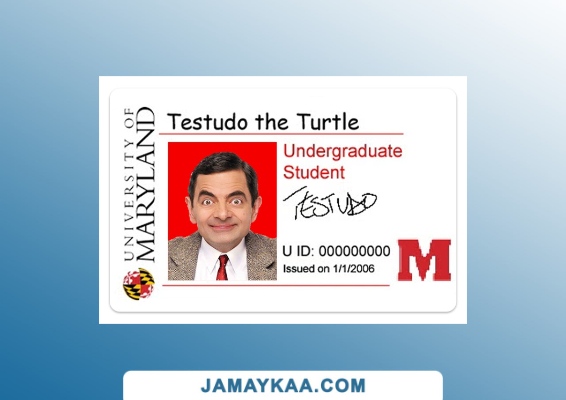 UNIVERSITY OF
MARYLAND
Testudo the Turtle
Undergraduate
Student
TESTUDO
U ID: 000000000
Issued on 1/1/2006
M
JAMAYKAA.COM